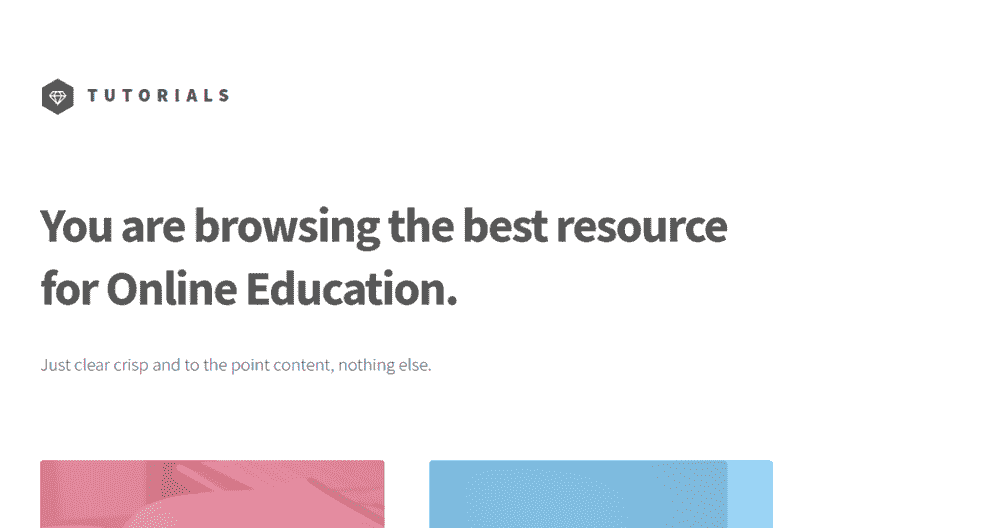 TUTORIALS
You are browsing the best resource
for Online Education.
Just clear crisp and to the point content, nothing else.